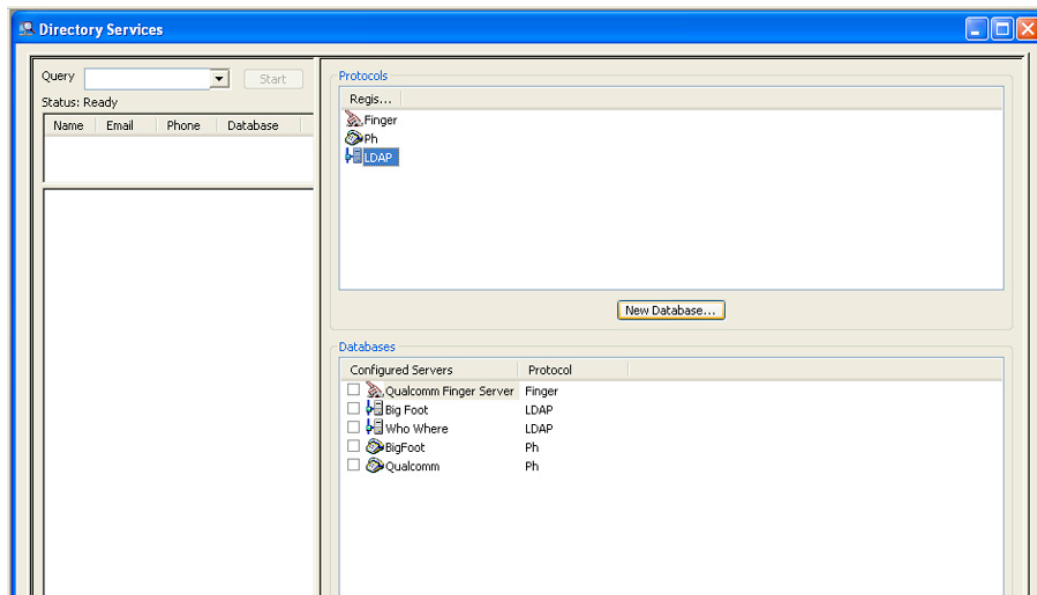 Directory Services
Query
Start
Status: Ready
Name Email Phone Database
Protocols
Regis...
Finger
Ph
LDAP
New Database...
Databases
Configured Servers Protocol
Qualcomm Finger Server Finger
Big Foot LDAP
Who Where LDAP
BigFoot Ph
Qualcomm Ph